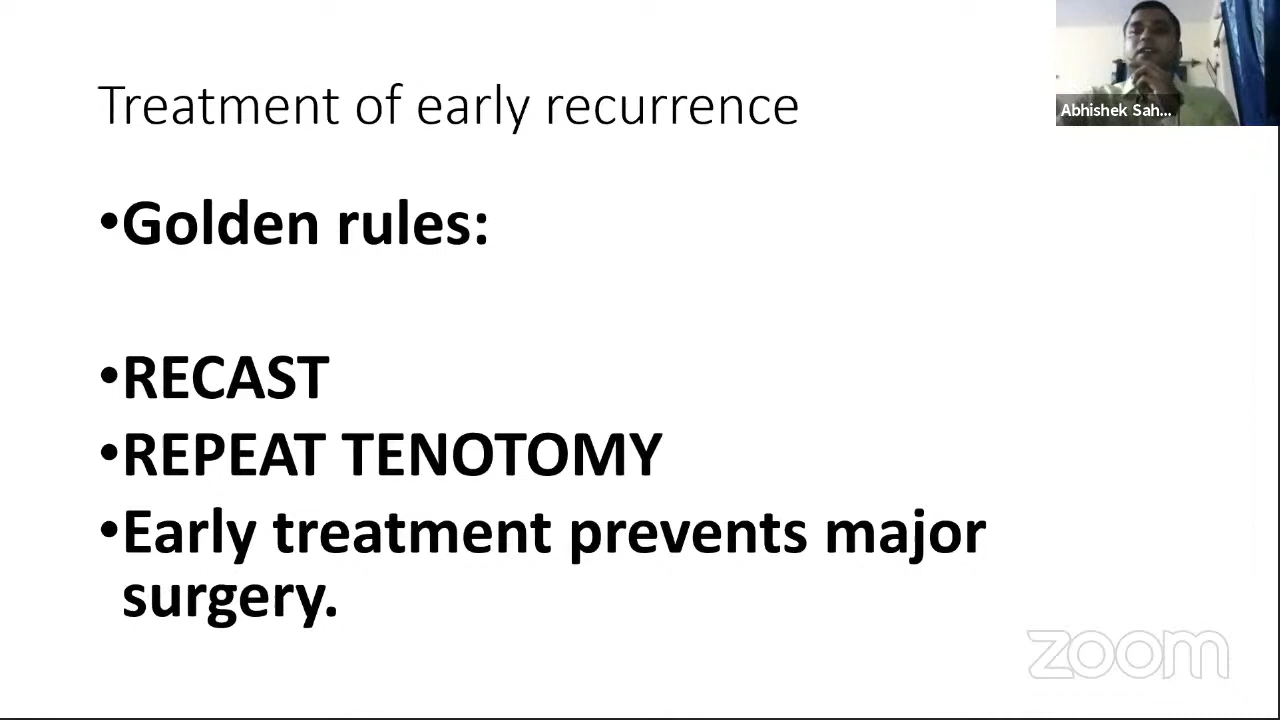 Treatment of early recurrence
Abhishek Sah...
•Golden rules:
•RECAST
•REPEAT TENOTOMY
•Early treatment prevents major
surgery.
zoom